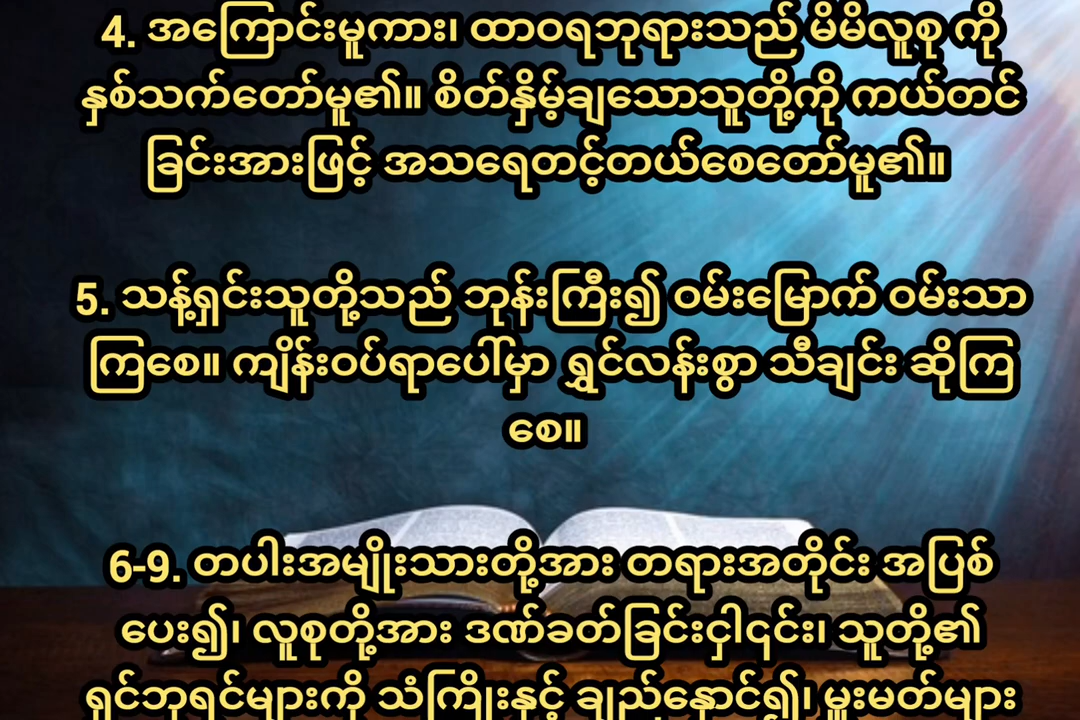 4. အကြောင်းမူကား၊ ထာဝရဘုရားသည် မိမိလူစု ကို
နှစ်သက်တော်မူ၏။ စိတ်နှိမ့်ချသောသူတို့ကို ကယ်တင်
ခြင်းအားဖြင့် အသရေတင့်တယ်စေတော်မူ၏။
5. သန့်ရှင်းသူတို့သည် ဘုန်းကြီး၍ ဝမ်းမြောက် ဝမ်းသာ
ကြစေ။ ကျိန်းဝပ်ရာပေါ်မှာ ရွှင်လန်းစွာ သီချင်း ဆိုကြ
စေ။
6-9. တပါးအမျိုးသားတို့အား တရားအတိုင်း အပြစ်
ပေး၍၊ လူစုတို့အား ဒဏ်ခတ်ခြင်းငှါ၎င်း၊ သူတို့၏
ရှင်ဘုရင်များကို သံကြိုးနှင့် ချည်နှောင်၍၊ မှူးမတ်များ